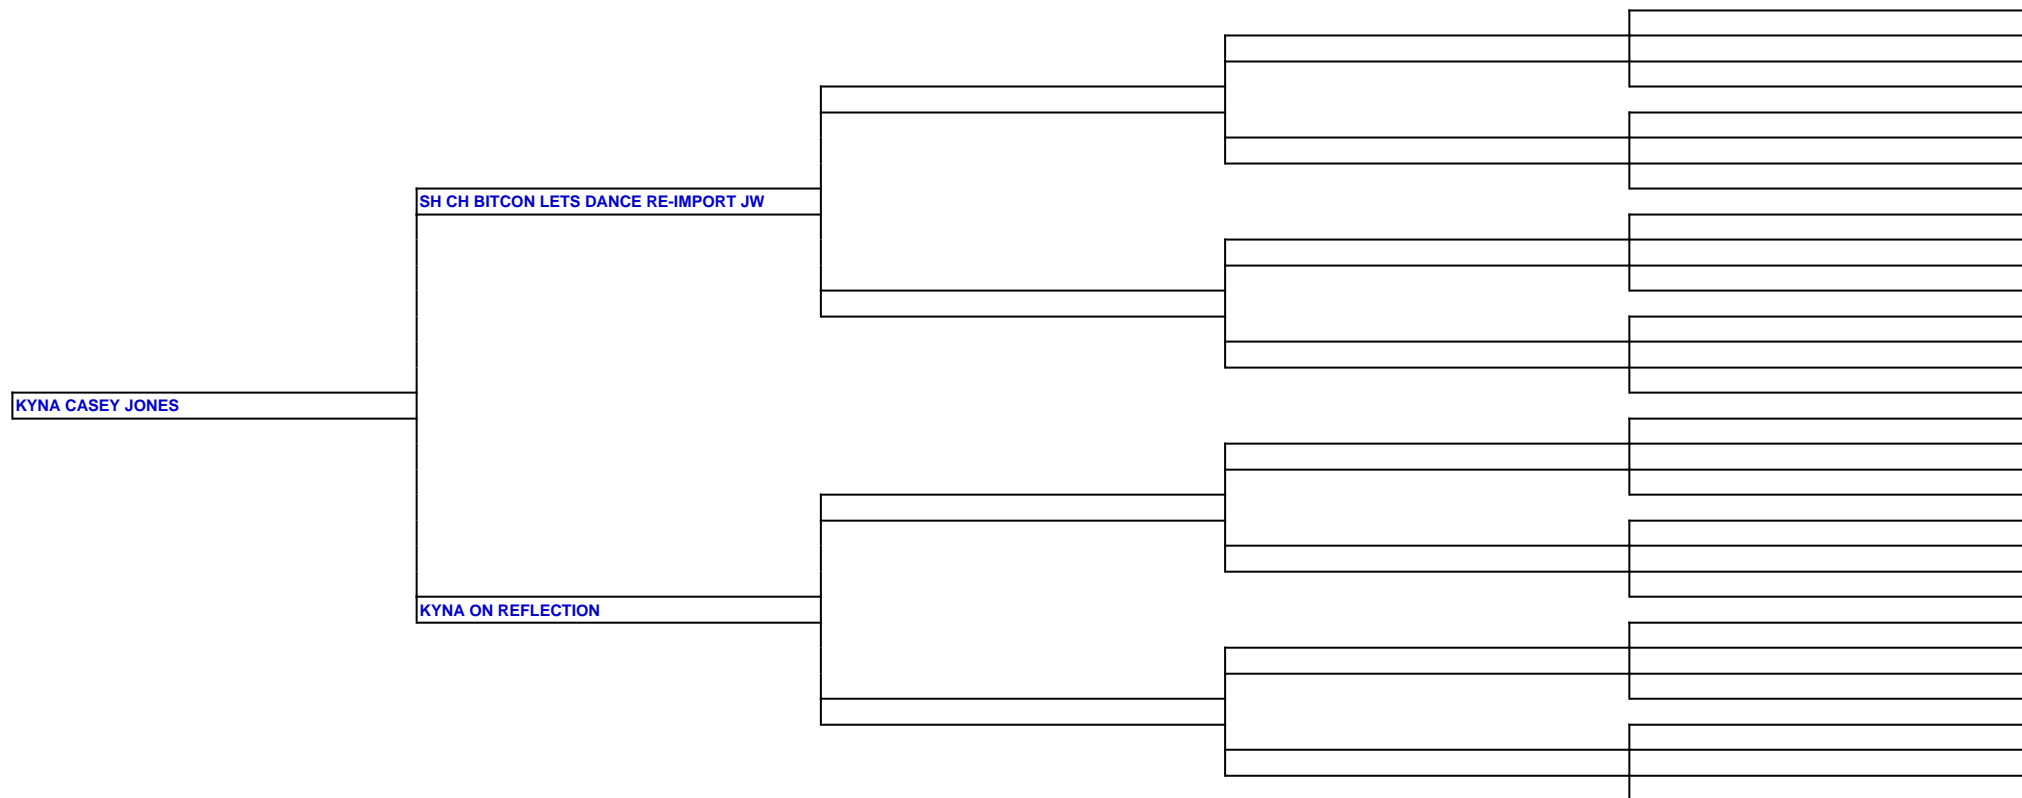 SH CH BITCON LETS DANCE RE-IMPORT JW
KYNA CASEY JONES
KYNA ON REFLECTION